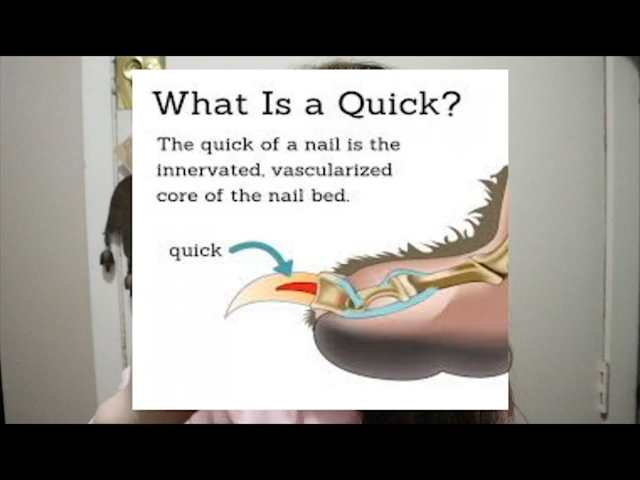 What Is a Quick?
The quick of a nail is the
innervated, vascularized
core of the nail bed.
quick